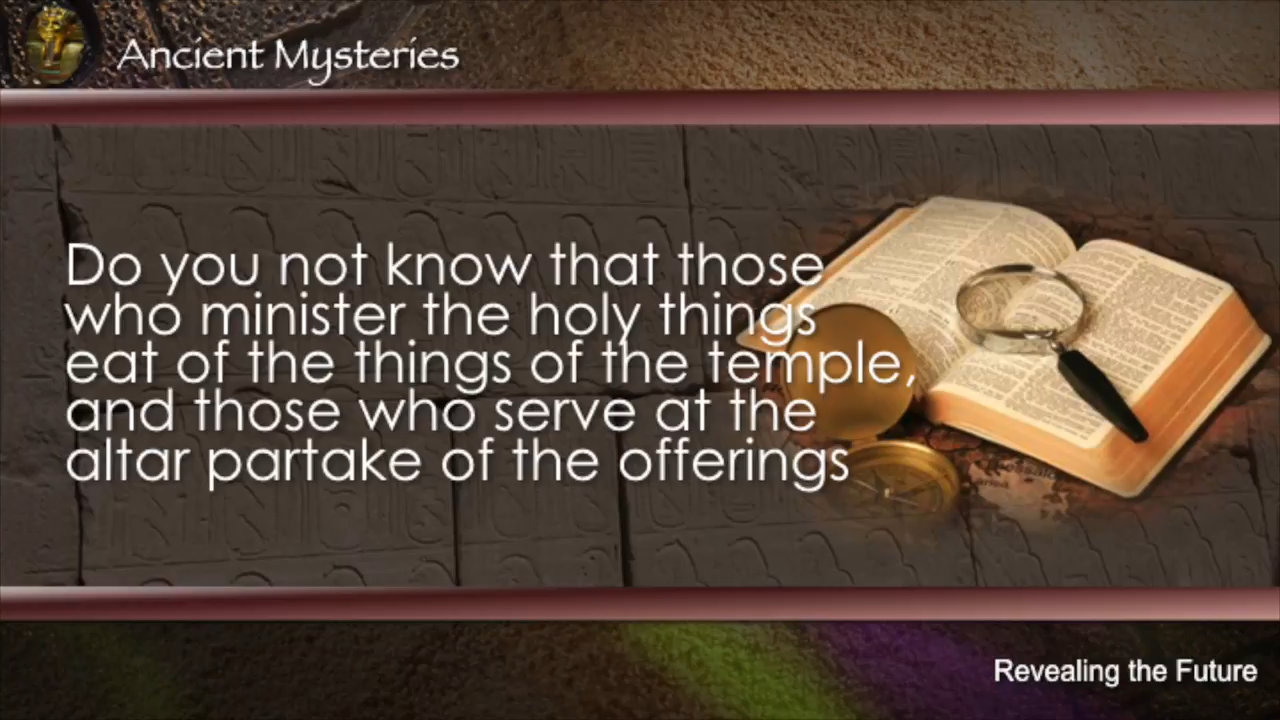 Ancient Mysteries
Do you not know that those
who minister the holy things
eat of the things of the temple,
and those who serve at the
altar partake of the offerings
Revealing the Future